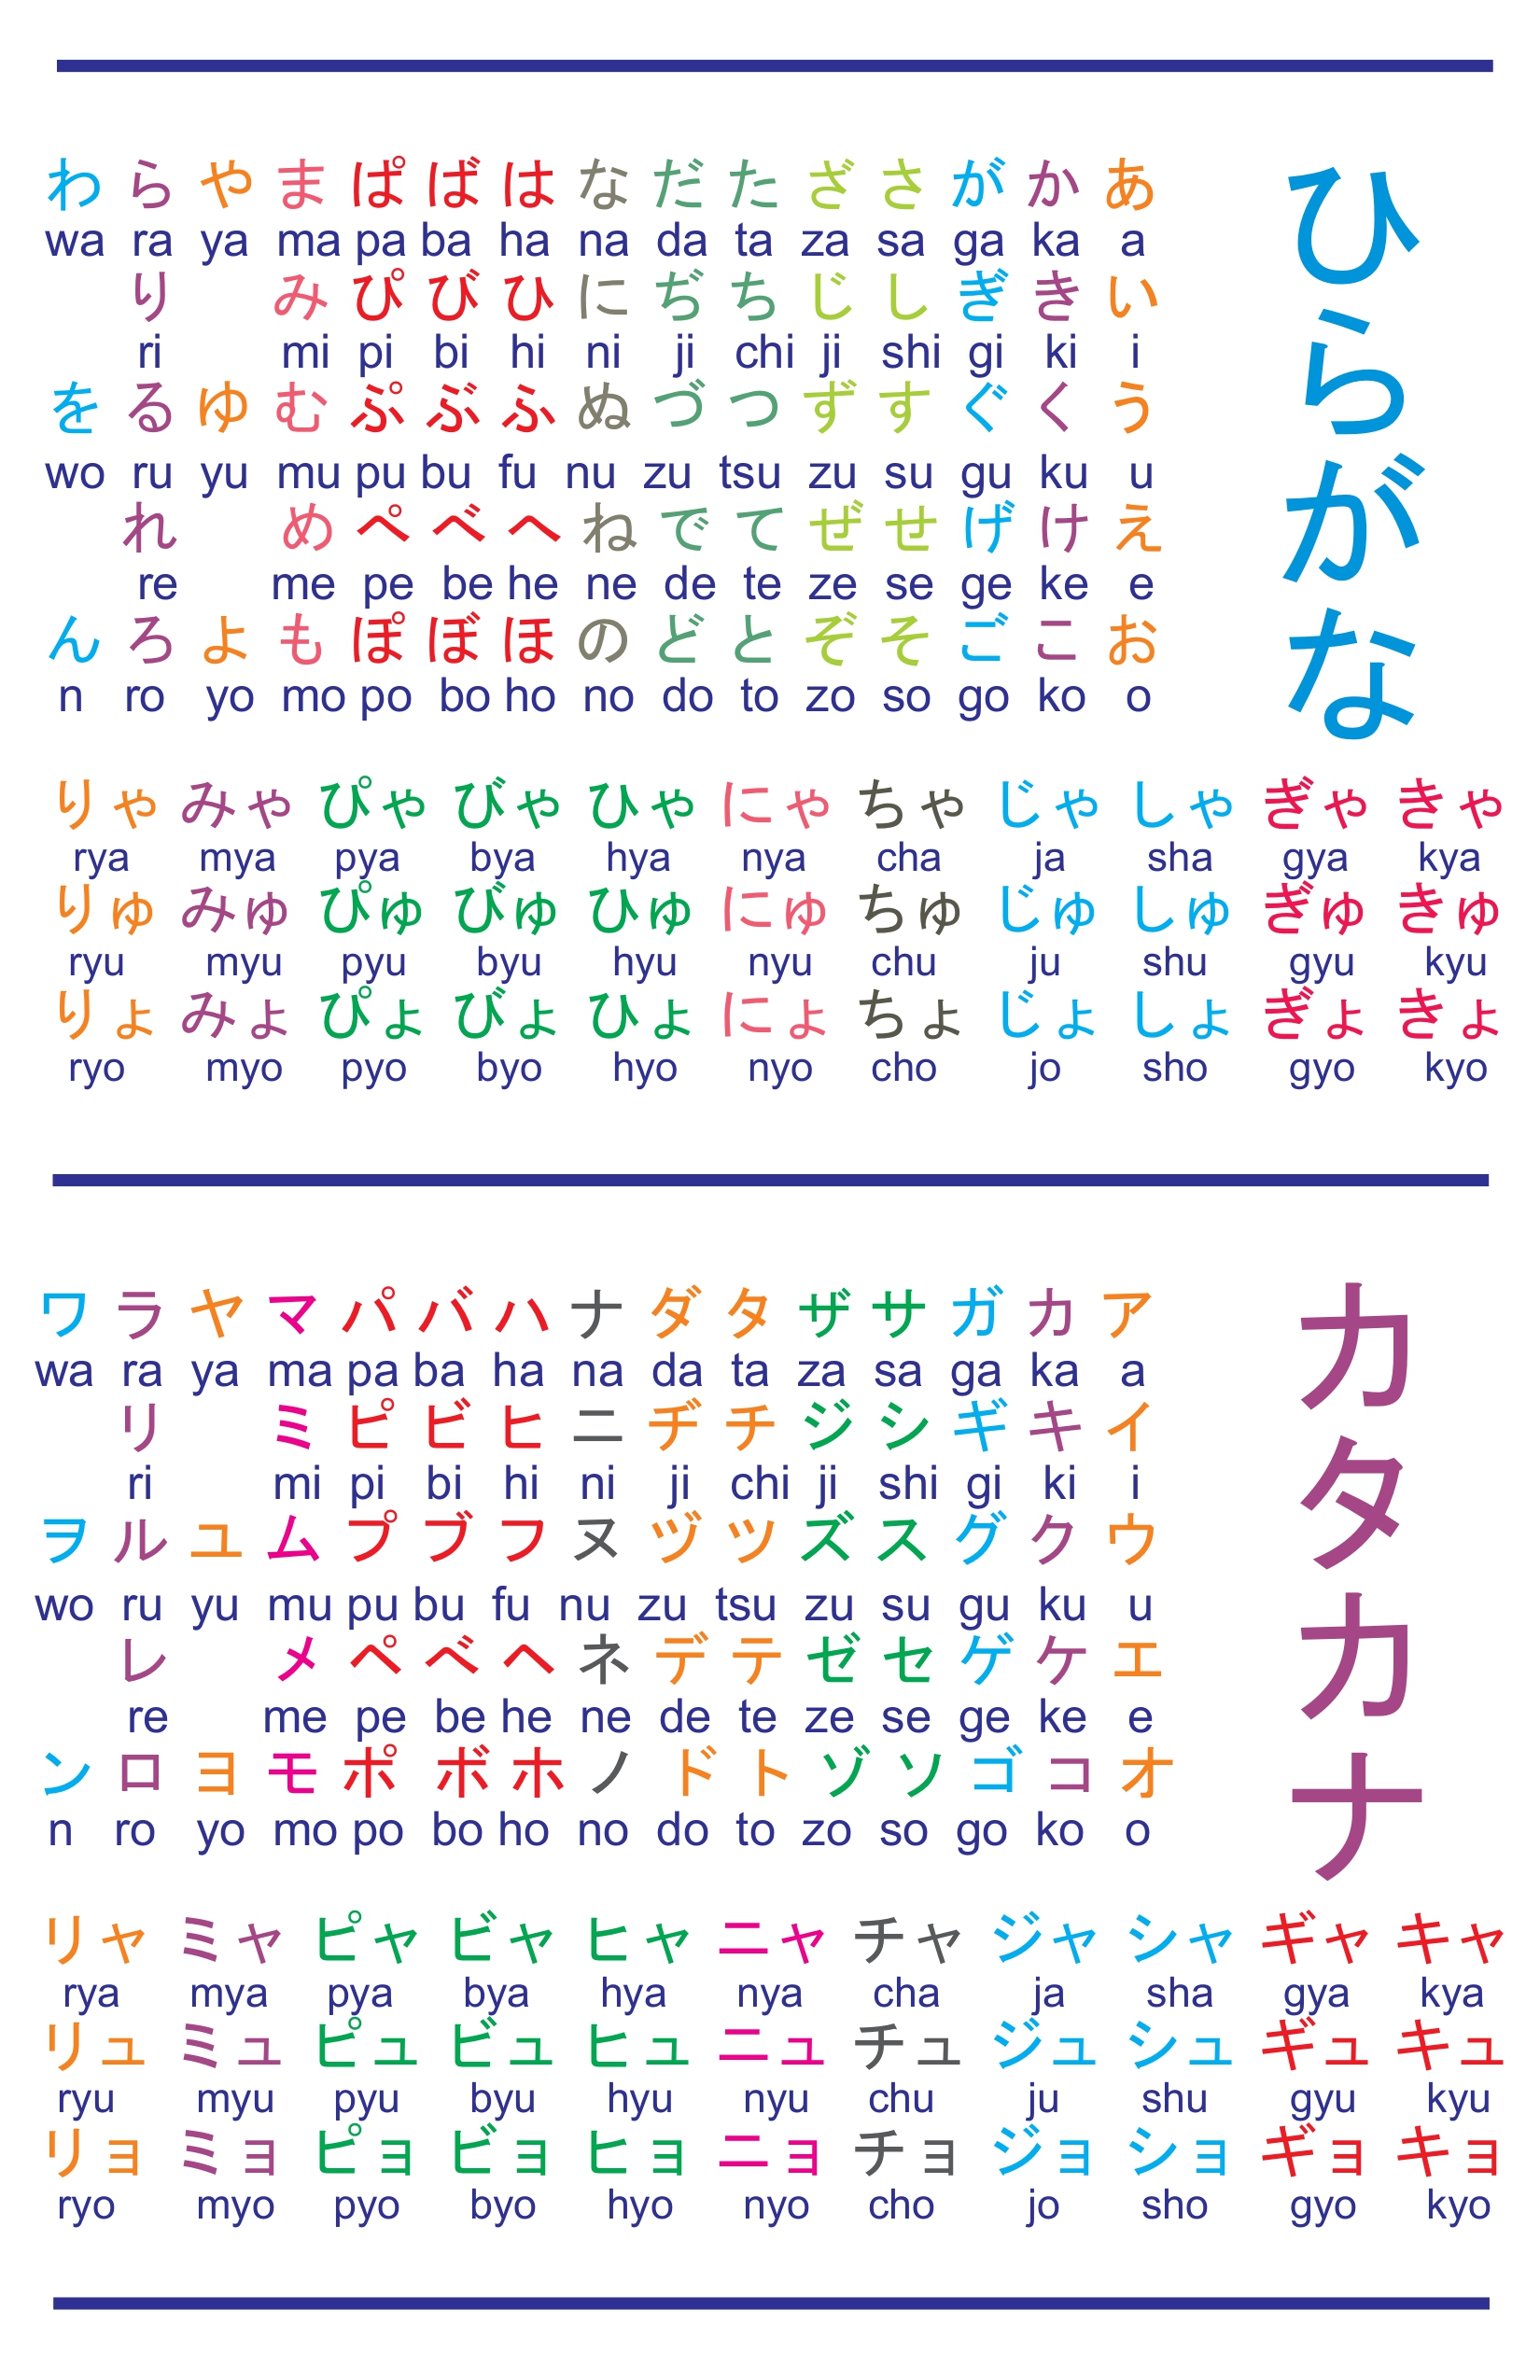 ひらがな
わ ら や ま ぱ ば は な だ た ざ さ が か あ
wa ra ya ma pa ba ha na da ta za sa ga ka a
り み ぴ び ひ に ぢ ち じ し ぎ き い
ri mi pi bi hi ni ji chi ji shi gi ki i
を る ゆ む ぷ ぶ ふ ぬ づ つ ず す ぐ く う
wo ru yu mu pu bu fu nu zu tsu zu su gu ku u
れ め ぺ べ へ ね で て ぜ せ げ け え
re me pe be he ne de te ze se ge ke e
ん ろ よ も ぽ ぼ ほ の ど と ぞ そ ご こ お
n ro yo mo po bo ho no do to zo so go ko o
りゃ みゃ ぴゃ びゃ ひゃ にゃ ちゃ じゃ しゃ ぎゃ きゃ
rya mya pya bya hya nya cha ja sha gya kya
りゅ みゅ ぴゅ びゅ ひゅ にゅ ちゅ じゅ しゅ ぎゅ きゅ
ryu myu pyu byu hyu nyu chu ju shu gyu kyu
りょ みょ ぴょ びょ ひょ にょ ちょ じょ しょ ぎょ きょ
ryo myo pyo byo hyo nyo cho jo sho gyo kyo
カタカナ
ワ ラ ヤ マ パ バ ハ ナ ダ タ ザ サ ガ カ ア
wa ra ya ma pa ba ha na da ta za sa ga ka a
リ ミ ピ ビ ヒ ニ ヂ チ ジ シ ギ キ イ
ri mi pi bi hi ni ji chi ji shi gi ki i
ヲ ル ユ ム プ ブ フ ヌ ヅ ツ ズ ス グ ク ウ
wo ru yu mu pu bu fu nu zu tsu zu su gu ku u
レ メ ペ ベ ヘ ネ デ テ ゼ セ ゲ ケ エ
re me pe be he ne de te ze se ge ke e
ン ロ ヨ モ ポ ボ ホ ノ ド ト ゾ ソ ゴ コ オ
n ro yo mo po bo ho no do to zo so go ko o
リャ ミャ ピャ ビャ ヒャ ニャ チャ ジャ シャ ギャ キャ
rya mya pya bya hya nya cha ja sha gya kya
リュ ミュ ピュ ビュ ヒュ ニュ チュ ジュ シュ ギュ キュ
ryu myu pyu byu hyu nyu chu ju shu gyu kyu
リョ ミョ ピョ ビョ ヒョ ニョ チョ ジョ ショ ギョ キョ
ryo myo pyo byo hyo nyo cho jo sho gyo kyo